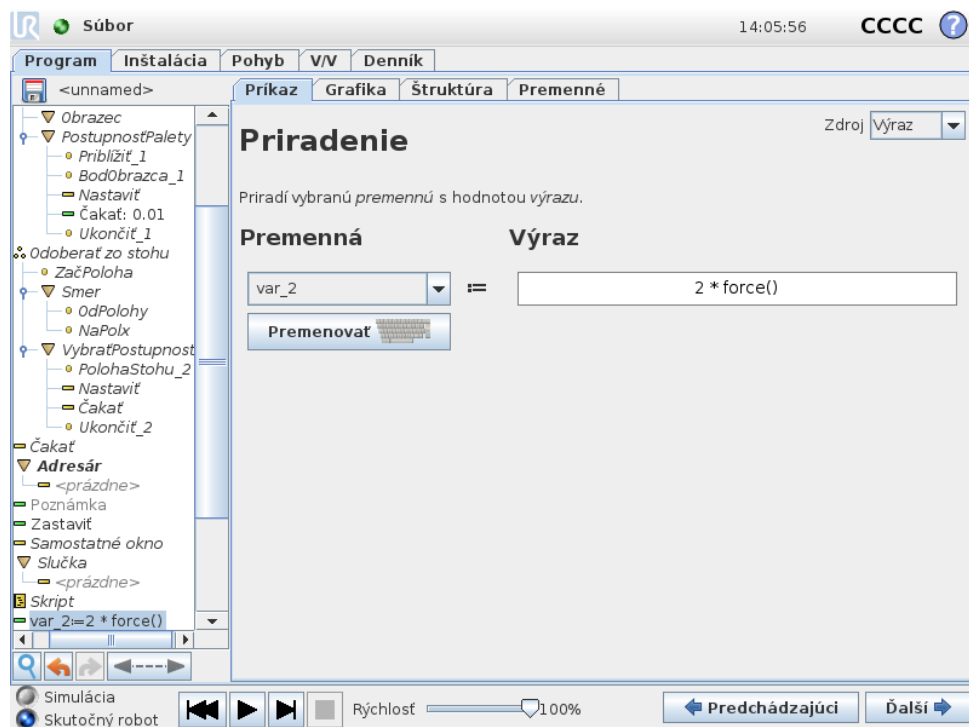 UR Súbor 14:05:56 CCCC ?
Program Inštalácia Pohyb V/V Denník
<unnamed> Príkaz Grafika Štruktúra Premenné
Obrazec
PostupnosťPalety
Priblížiť_1
BodObrazca_1
Nastaviť
Čakať: 0.01
Ukončiť_1
Odoberať zo stohu
ZačPoloha
Smer
OdPolohy
NaPolx
VybraťPostupnosť
PolohaStohu_2
Nastaviť
Čakať
Ukončiť_2
Čakať
Adresár
<prázdne>
Poznámka
Zastaviť
Samostatné okno
Slučka
<prázdne>
Skript
var_2:=2 * force()
Priradenie
Zdroj Výraz
Priradí vybranú premennú s hodnotou výrazu.
Premenná Výraz
var_2 := 2 * force()
Premenovať
Simulácia
Skutočný robot
Rýchlosť 100%
Predchádzajúci Ďalší